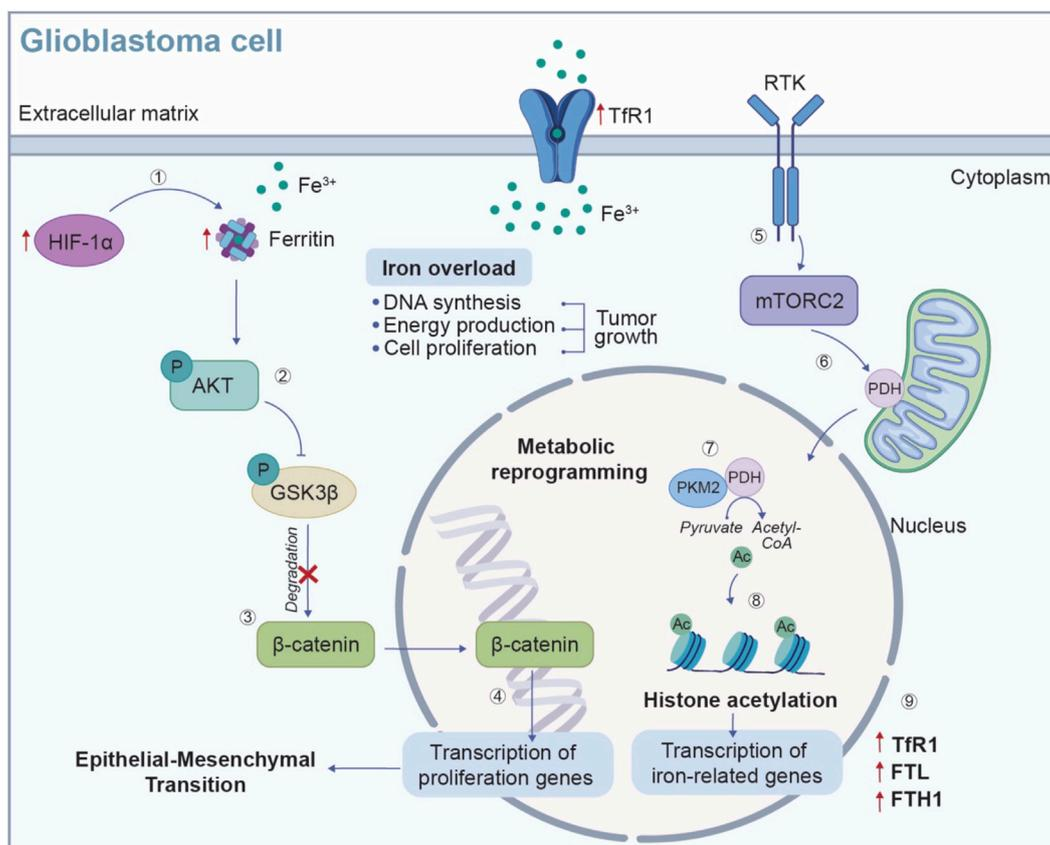 Glioblastoma cell
Extracellular matrix
TfR1
RTK
Cytoplasm
①
Fe³⁺
HIF-1α
Ferritin
Fe³⁺
⑤
Iron overload
• DNA synthesis
• Energy production
• Cell proliferation
Tumor
growth
mTORC2
⑥
PDH
P
AKT
②
P
GSK3β
Degradation
③
β-catenin
Metabolic
reprogramming
⑦
PKM2
PDH
Pyruvate
Acetyl-
CoA
Nucleus
Ac
⑧
Ac
Ac
β-catenin
④
Histone acetylation
Transcription of
proliferation genes
Transcription of
iron-related genes
Epithelial-Mesenchymal
Transition
⑨
TfR1
FTL
FTH1